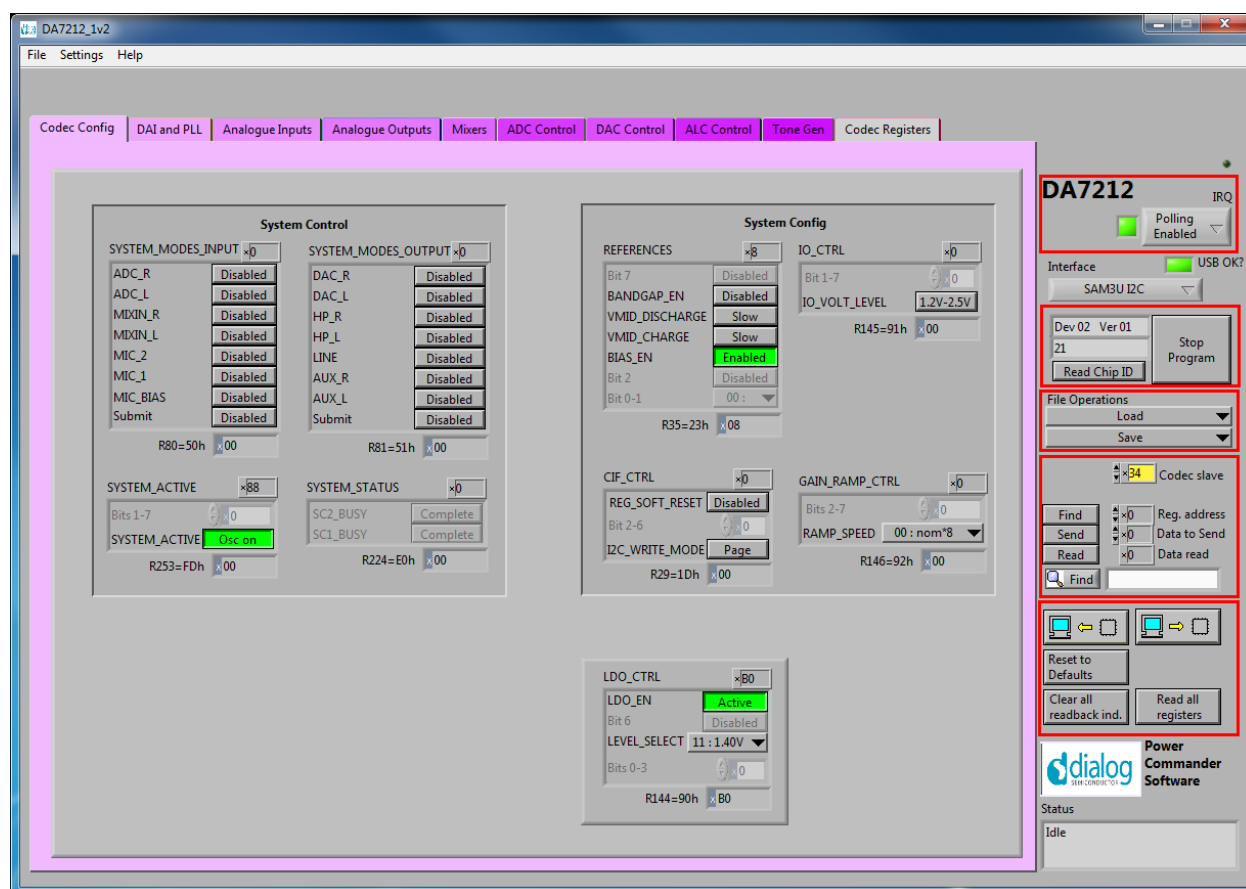 DA7212_1v2
File Settings Help
Codec Config DAI and PLL Analogue Inputs Analogue Outputs Mixers ADC Control DAC Control ALC Control Tone Gen Codec Registers
System Control
SYSTEM_MODES_INPUT x0
ADC_R Disabled
ADC_L Disabled
MIXIN_R Disabled
MIXIN_L Disabled
MIC_2 Disabled
MIC_1 Disabled
MIC_BIAS Disabled
Submit Disabled
R80=50h x00
SYSTEM_MODES_OUTPUT x0
DAC_R Disabled
DAC_L Disabled
HP_R Disabled
HP_L Disabled
LINE Disabled
AUX_R Disabled
AUX_L Disabled
Submit Disabled
R81=51h x00
SYSTEM_ACTIVE x88
Bits 1-7 x0
SYSTEM_ACTIVE Osc on
R253=FDh x00
SYSTEM_STATUS x0
SC2_BUSY Complete
SC1_BUSY Complete
R224=E0h x00
System Config
REFERENCES x8
Bit 7 Disabled
BANDGAP_EN Disabled
VMID_DISCHARGE Slow
VMID_CHARGE Slow
BIAS_EN Enabled
Bit 2 Disabled
Bit 0-1 00 :
R35=23h x08
IO_CTRL x0
Bit 1-7 x0
IO_VOLT_LEVEL 1.2V-2.5V
R145=91h x00
CIF_CTRL x0
REG_SOFT_RESET Disabled
Bit 2-6 x0
I2C_WRITE_MODE Page
R29=1Dh x00
GAIN_RAMP_CTRL x0
Bits 2-7 x0
RAMP_SPEED 00 : nom*8
R146=92h x00
LDO_CTRL xB0
LDO_EN Active
Bit 6 Disabled
LEVEL_SELECT 11 : 1.40V
Bits 0-3 x0
R144=90h xB0
DA7212 IRQ
Polling
Enabled
Interface USB OK?
SAM3U I2C
Dev 02 Ver 01
21
Read Chip ID
Stop
Program
File Operations
Load
Save
x34 Codec slave
Find x0 Reg. address
Send x0 Data to Send
Read x0 Data read
Find
Reset to
Defaults
Clear all
readback ind.
Read all
registers
dialog
SEMICONDUCTOR
Power
Commander
Software
Status
Idle